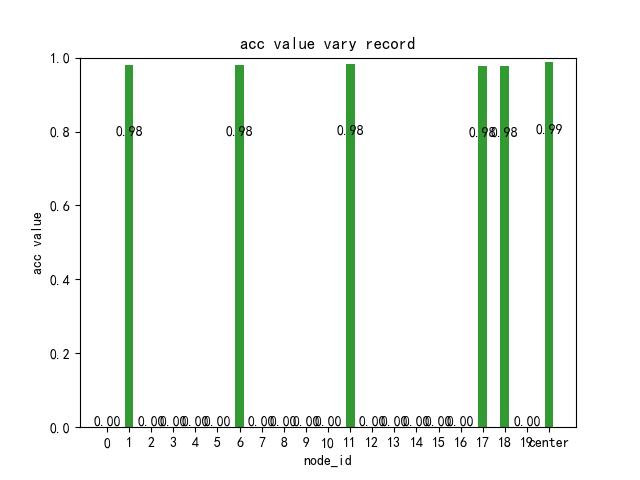 acc value vary record
acc value
1.0
0.8
0.6
0.4
0.2
0.0
0.98 0.98 0.98 0.98 0.98 0.99
0.00 0.00 0.00 0.00 0.00 0.00 0.00 0.00 0.00 0.00 0.00 0.00 0.00 0.00 0.00
0 1 2 3 4 5 6 7 8 9 10 11 12 13 14 15 16 17 18 19 center
node_id